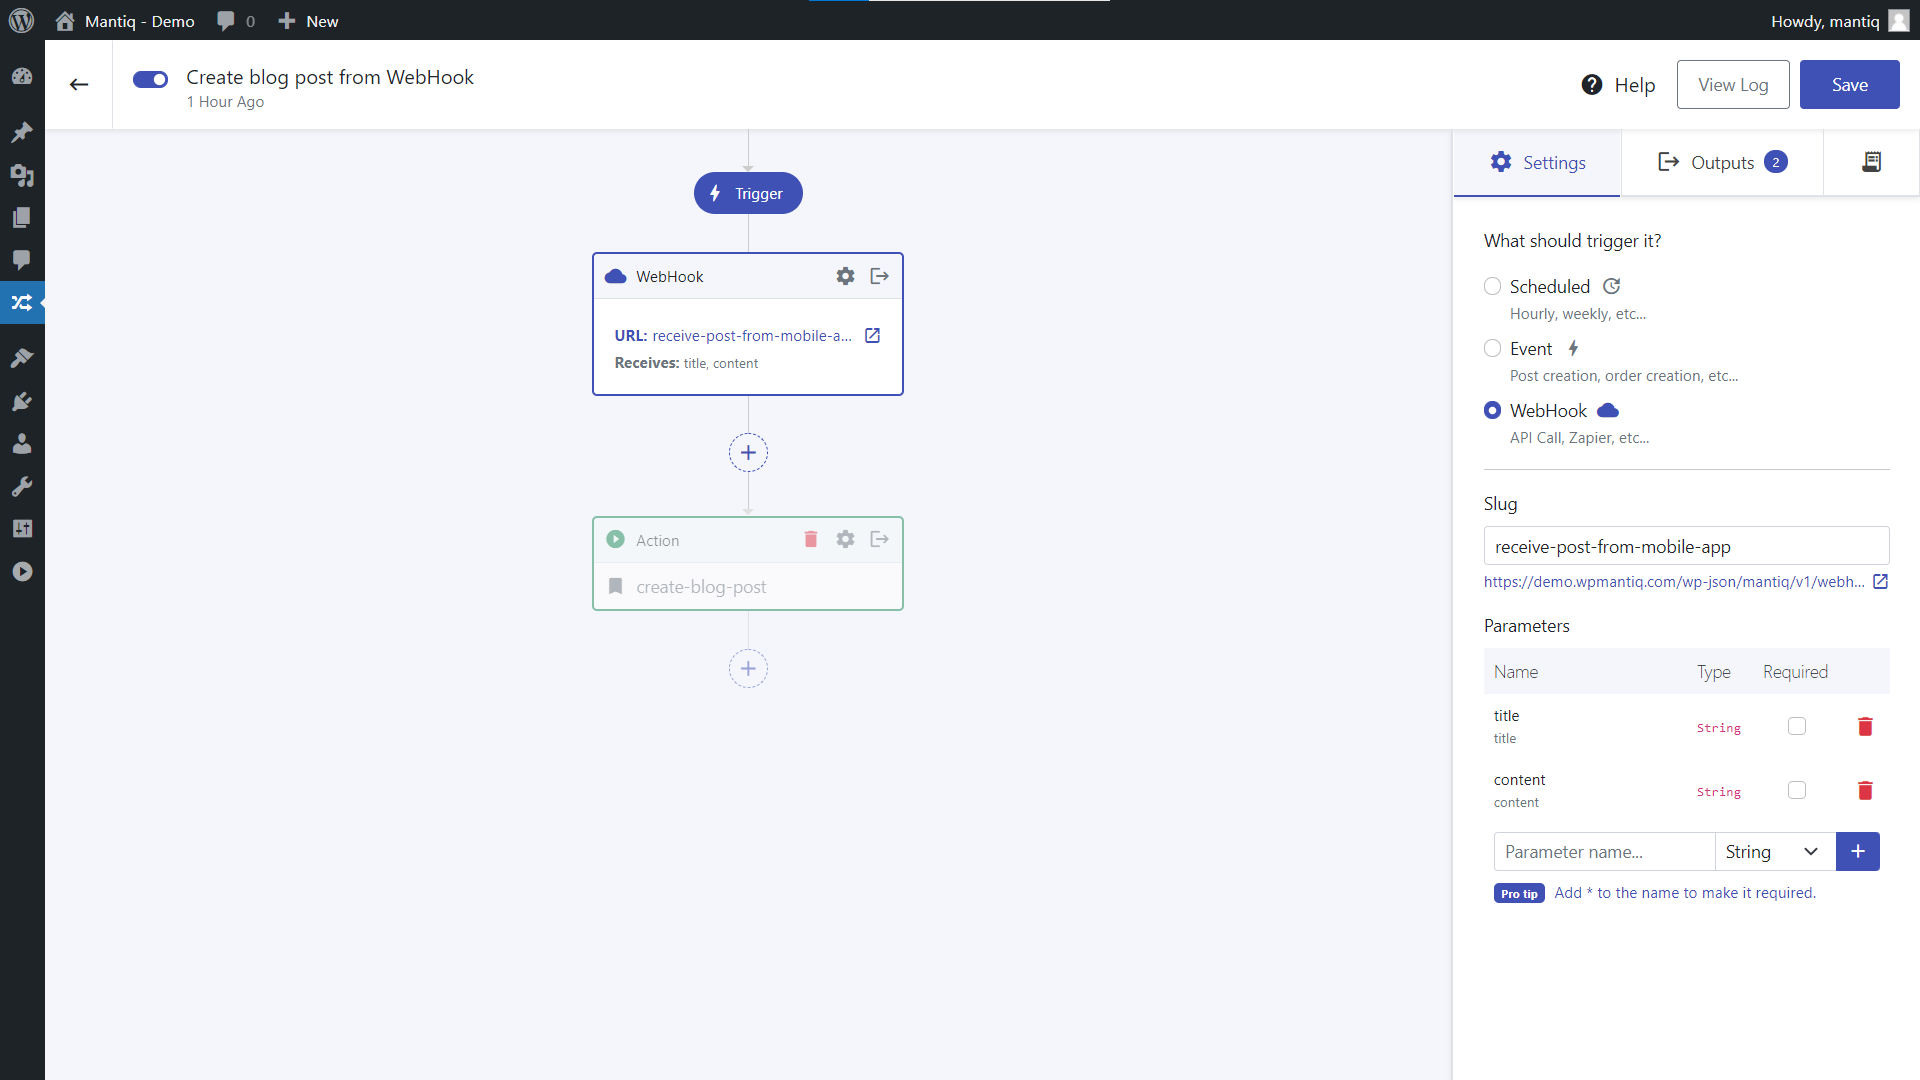 Mantiq - Demo
0
New
Howdy, mantiq
Create blog post from WebHook
1 Hour Ago
Help
View Log
Save
Trigger
WebHook
URL: receive-post-from-mobile-a...
Receives: title, content
Action
create-blog-post
Settings
Outputs 2
What should trigger it?
Scheduled
Hourly, weekly, etc...
Event
Post creation, order creation, etc...
WebHook
API Call, Zapier, etc...
Slug
receive-post-from-mobile-app
https://demo.wpmantiq.com/wp-json/mantiq/v1/webh...
Parameters
Name Type Required
title
title
String
content
content
String
Parameter name...
String
Pro tip Add * to the name to make it required.